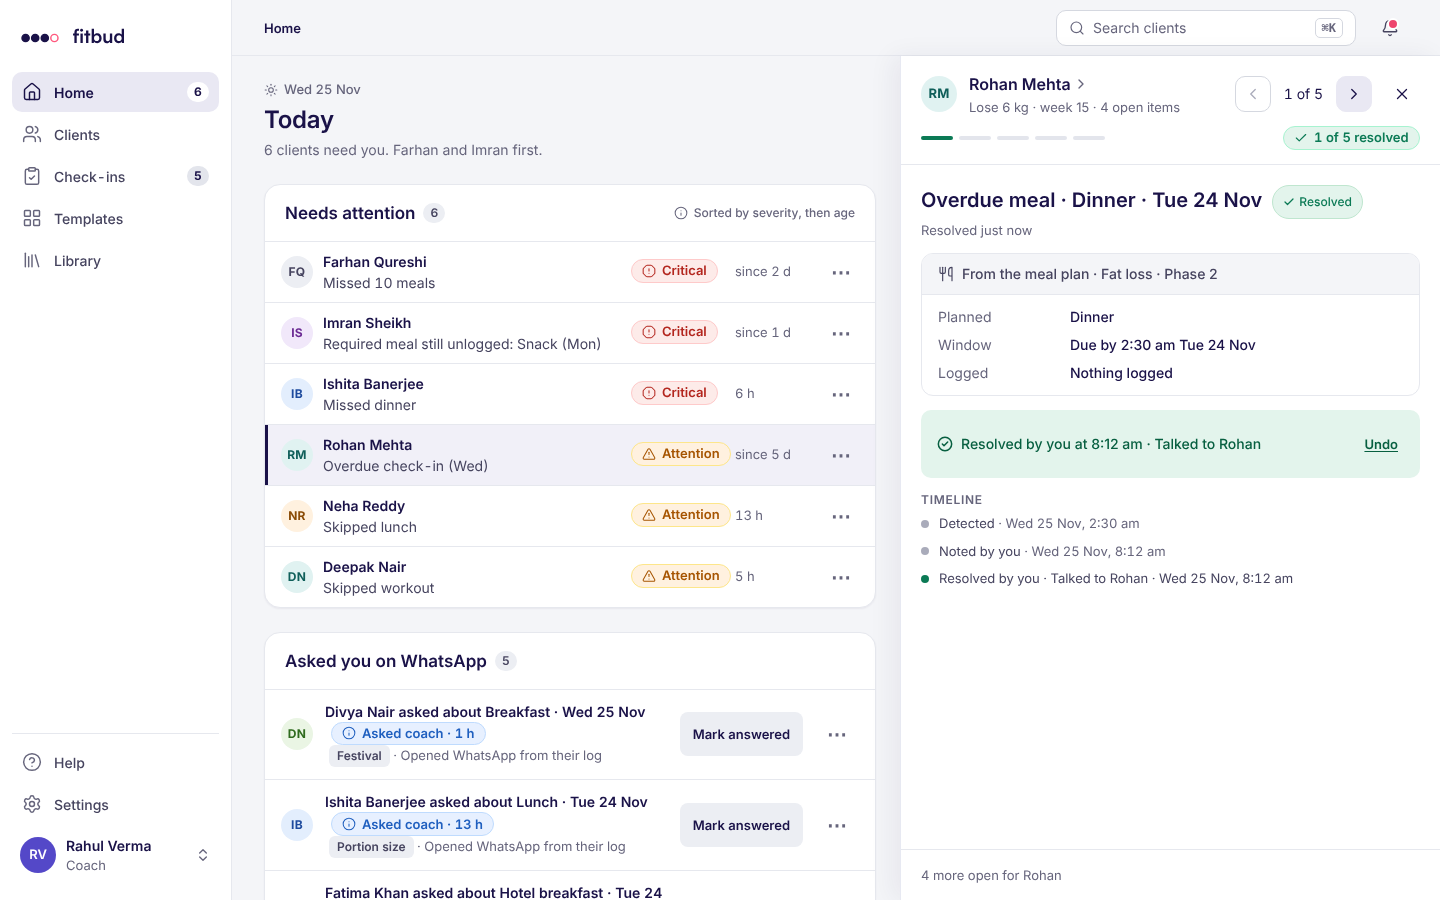 fitbud
Home 6
Clients
Check-ins 5
Templates
Library
Help
Settings
RV Rahul Verma
Coach
Home
Search clients ⌘K
Wed 25 Nov
Today
6 clients need you. Farhan and Imran first.
Needs attention 6 Sorted by severity, then age
FQ Farhan Qureshi
Missed 10 meals
Critical since 2 d
IS Imran Sheikh
Required meal still unlogged: Snack (Mon)
Critical since 1 d
IB Ishita Banerjee
Missed dinner
Critical 6 h
RM Rohan Mehta
Overdue check-in (Wed)
Attention since 5 d
NR Neha Reddy
Skipped lunch
Attention 13 h
DN Deepak Nair
Skipped workout
Attention 5 h
Asked you on WhatsApp 5
DN Divya Nair asked about Breakfast · Wed 25 Nov
Asked coach · 1 h
Festival · Opened WhatsApp from their log
Mark answered
IB Ishita Banerjee asked about Lunch · Tue 24 Nov
Asked coach · 13 h
Portion size · Opened WhatsApp from their log
Mark answered
Fatima Khan asked about Hotel breakfast · Tue 24
RM Rohan Mehta
Lose 6 kg · week 15 · 4 open items
1 of 5
1 of 5 resolved
Overdue meal · Dinner · Tue 24 Nov Resolved
Resolved just now
From the meal plan · Fat loss · Phase 2
Planned Dinner
Window Due by 2:30 am Tue 24 Nov
Logged Nothing logged
Resolved by you at 8:12 am · Talked to Rohan Undo
TIMELINE
Detected · Wed 25 Nov, 2:30 am
Noted by you · Wed 25 Nov, 8:12 am
Resolved by you · Talked to Rohan · Wed 25 Nov, 8:12 am
4 more open for Rohan